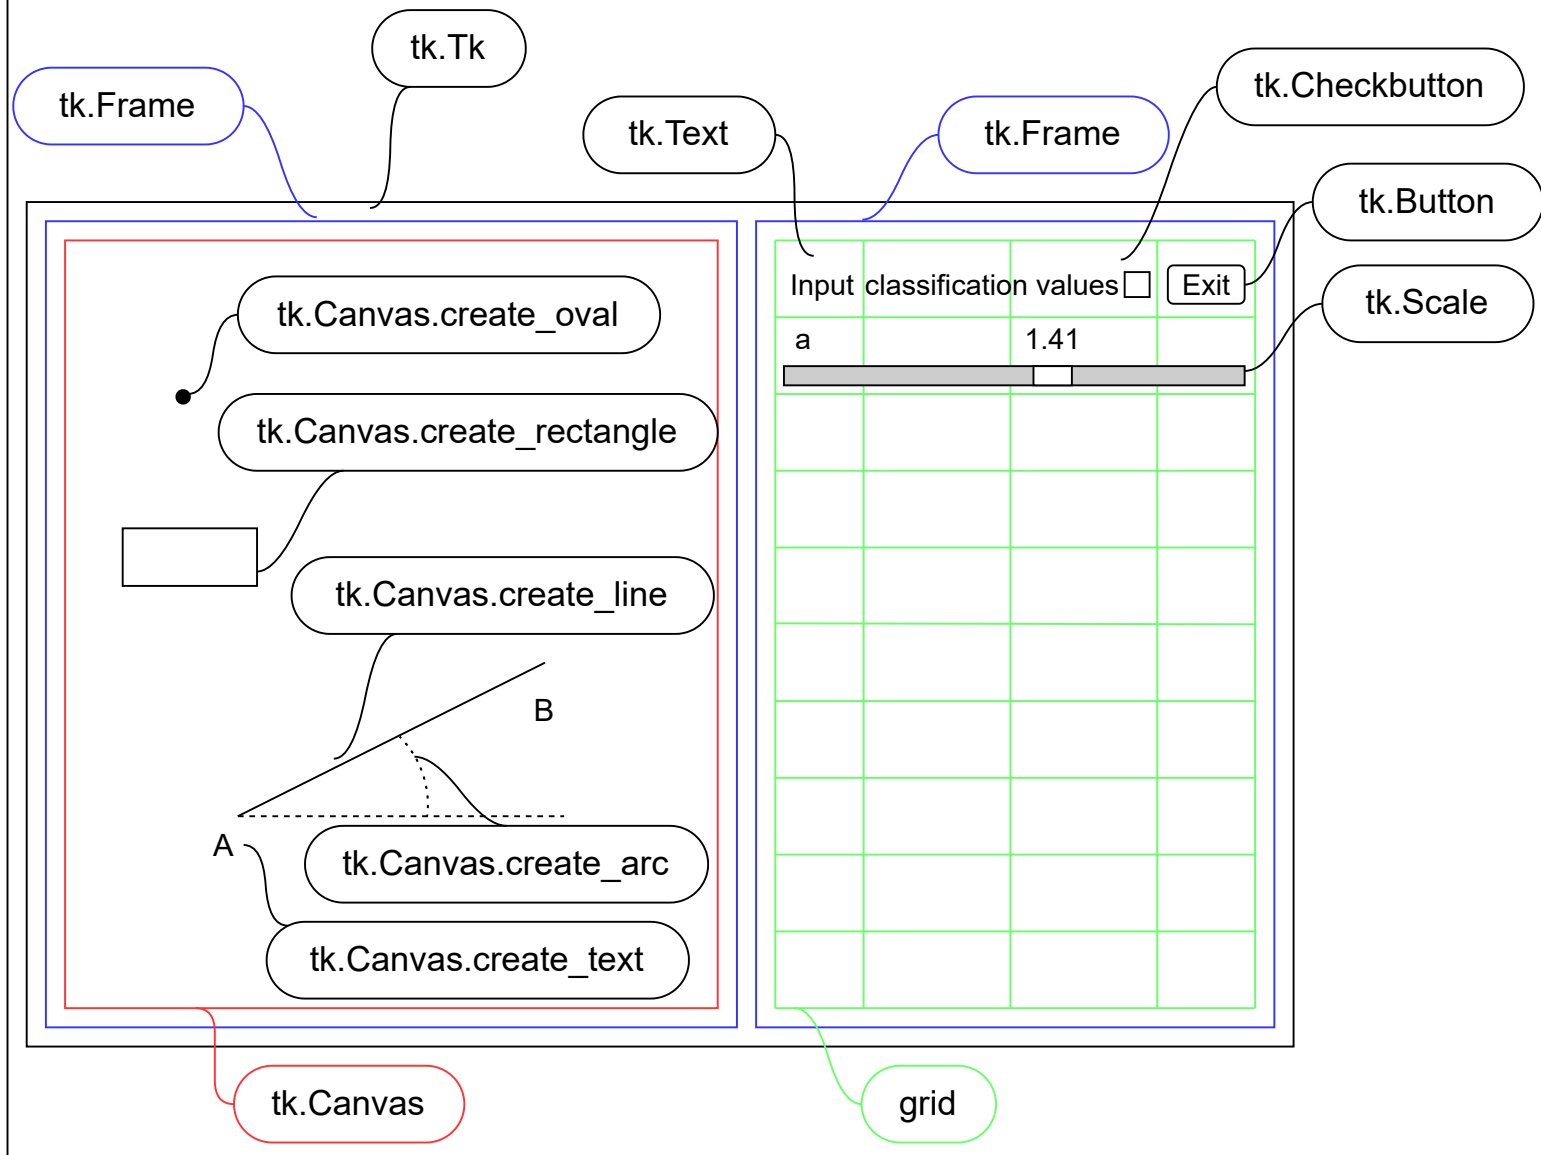 tk.Tk
tk.Frame
tk.Text
tk.Frame
tk.Checkbutton
tk.Button
tk.Scale
tk.Canvas.create_oval
tk.Canvas.create_rectangle
tk.Canvas.create_line
B
A
tk.Canvas.create_arc
tk.Canvas.create_text
Input classification values
Exit
a 1.41
tk.Canvas
grid